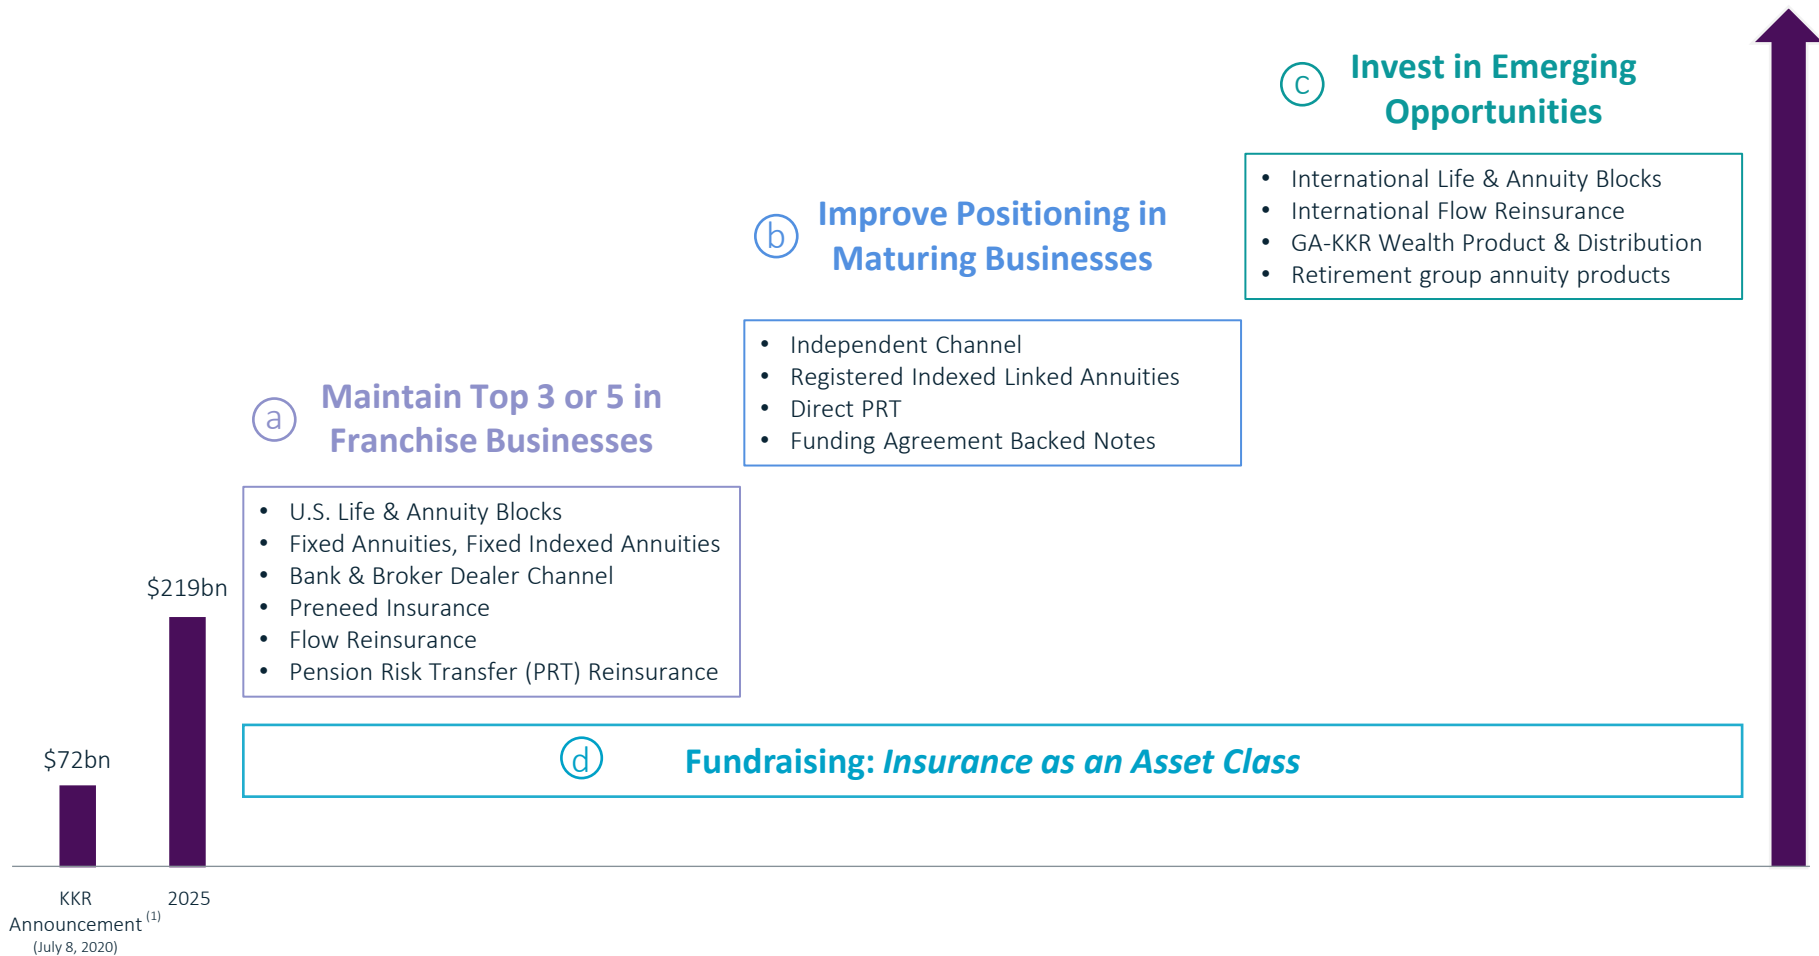 c
Invest in Emerging
Opportunities
• International Life & Annuity Blocks
• International Flow Reinsurance
• GA-KKR Wealth Product & Distribution
• Retirement group annuity products
b
Improve Positioning in
Maturing Businesses
• Independent Channel
• Registered Indexed Linked Annuities
• Direct PRT
• Funding Agreement Backed Notes
a
Maintain Top 3 or 5 in
Franchise Businesses
• U.S. Life & Annuity Blocks
• Fixed Annuities, Fixed Indexed Annuities
• Bank & Broker Dealer Channel
• Preneed Insurance
• Flow Reinsurance
• Pension Risk Transfer (PRT) Reinsurance
$219bn
$72bn
d
Fundraising: Insurance as an Asset Class
KKR
Announcement (1)
(July 8, 2020)
2025